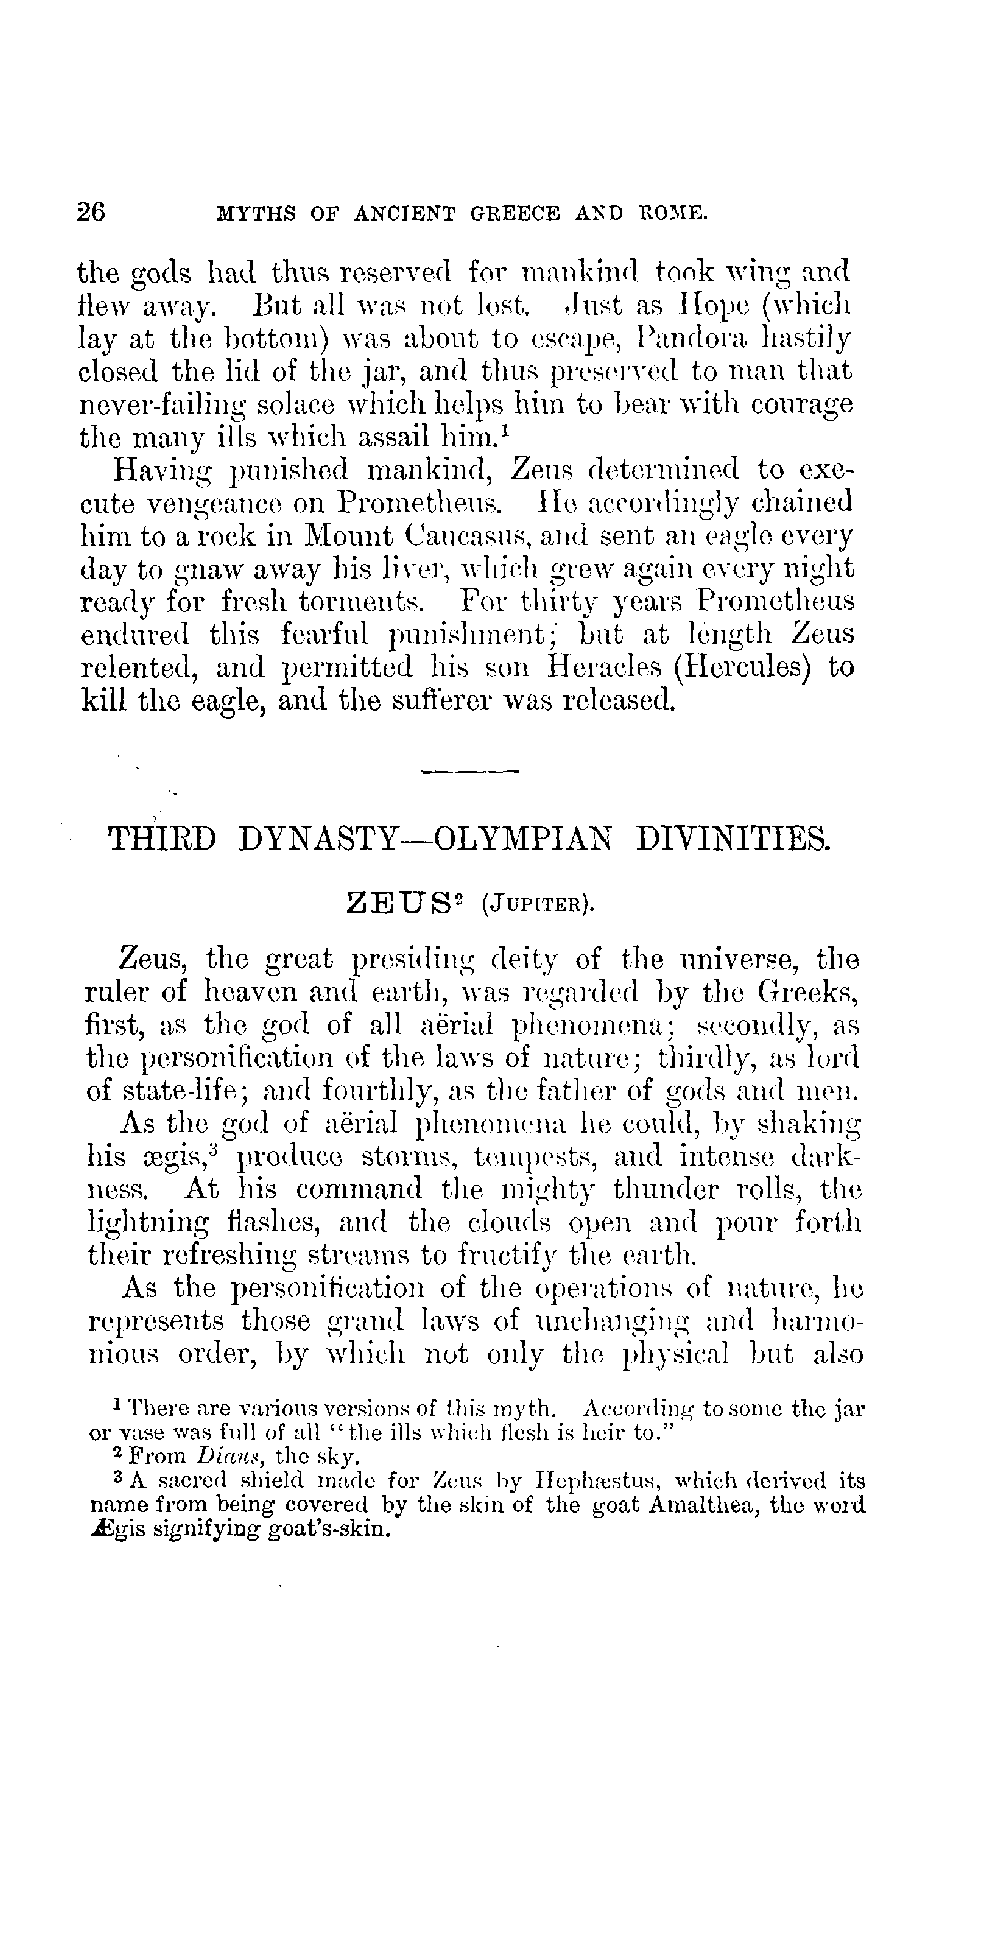 26 MYTHS OF ANCIENT GREECE AND ROME.
the gods had thus reserved for mankind took wing and
flew away. But all was not lost. Just as Hope (which
lay at the bottom) was about to escape, Pandora hastily
closed the lid of the jar, and thus preserved to man that
never-failing solace which helps him to bear with courage
the many ills which assail him.¹
Having punished mankind, Zeus determined to exe-
cute vengeance on Prometheus. He accordingly chained
him to a rock in Mount Caucasus, and sent an eagle every
day to gnaw away his liver, which grew again every night
ready for fresh torments. For thirty years Prometheus
endured this fearful punishment; but at length Zeus
relented, and permitted his son Heracles (Hercules) to
kill the eagle, and the sufferer was released.
THIRD DYNASTY—OLYMPIAN DIVINITIES.
ZEUS² (JUPITER).
Zeus, the great presiding deity of the universe, the
ruler of heaven and earth, was regarded by the Greeks,
first, as the god of all aërial phenomena; secondly, as
the personification of the laws of nature; thirdly, as lord
of state-life; and fourthly, as the father of gods and men.
As the god of aërial phenomena he could, by shaking
his ægis,³ produce storms, tempests, and intense dark-
ness. At his command the mighty thunder rolls, the
lightning flashes, and the clouds open and pour forth
their refreshing streams to fructify the earth.
As the personification of the operations of nature, he
represents those grand laws of unchanging and harmo-
nious order, by which not only the physical but also
¹ There are various versions of this myth. According to some the jar
or vase was full of all "the ills which flesh is heir to."
² From Diaus, the sky.
³ A sacred shield made for Zeus by Hephæstus, which derived its
name from being covered by the skin of the goat Amalthea, the word
Ægis signifying goat's-skin.